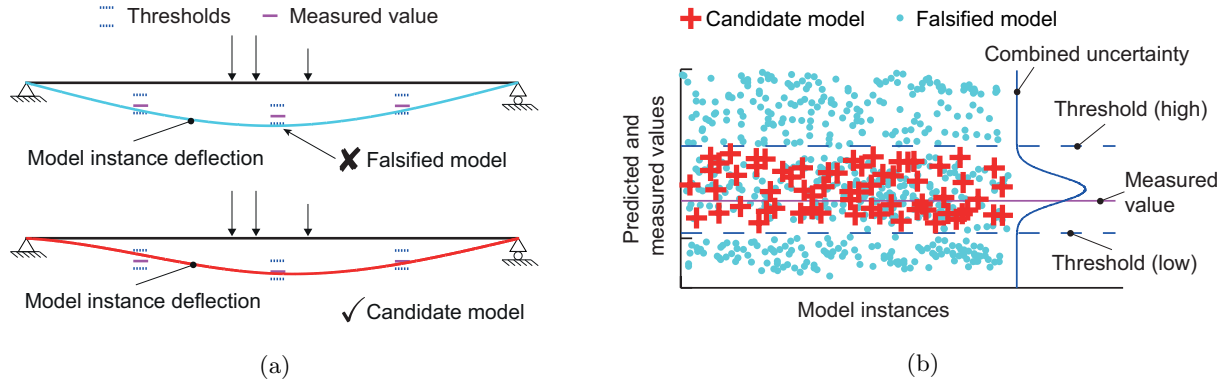 Thresholds
Measured value
Model instance deflection
Falsified model
Model instance deflection
Candidate model
(a)
Candidate model
Falsified model
Combined uncertainty
Threshold (high)
Measured
value
Threshold (low)
Predicted and
measured values
Model instances
(b)